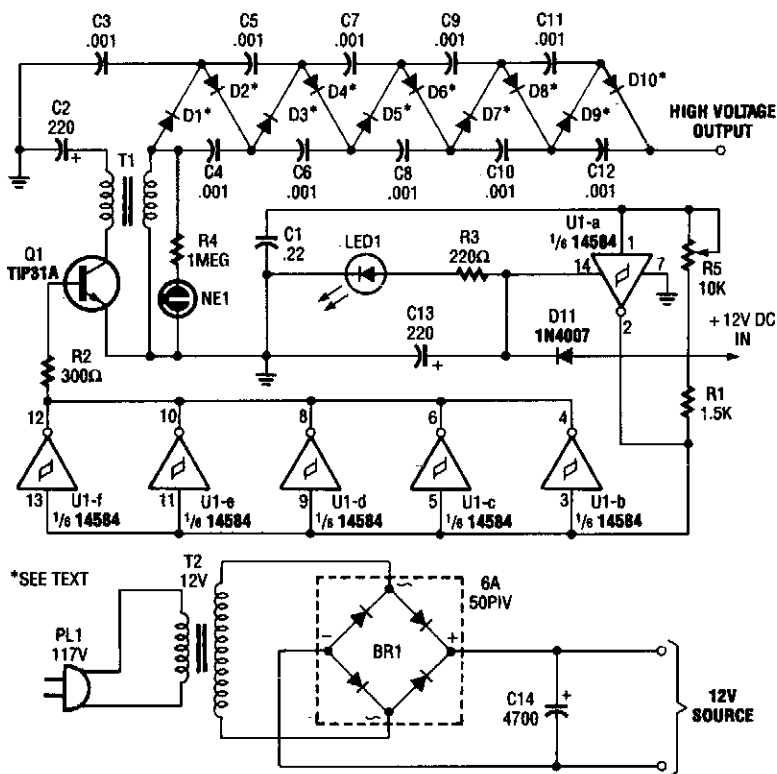 C3
.001
C5
.001
C7
.001
C9
.001
C11
.001
D2*
D4*
D6*
D8*
D10*
D1*
D3*
D5*
D7*
D9*
HIGH VOLTAGE
OUTPUT
C2
220
+
T1
C4
.001
C6
.001
C8
.001
C10
.001
C12
.001
Q1
TIP31A
R4
1MEG
NE1
C1
.22
LED1
R3
220Ω
U1-a
1/6 14584
1
14
7
2
R5
10K
C13
220
+
D11
1N4007
+12V DC
IN
R2
300Ω
R1
1.5K
12
10
8
6
4
13
11
9
5
3
U1-f
1/6 14584
U1-e
1/6 14584
U1-d
1/6 14584
U1-c
1/6 14584
U1-b
1/6 14584
*SEE TEXT
T2
12V
PL1
117V
6A
50PIV
~
−
BR1
+
~
C14
4700
+
12V
SOURCE